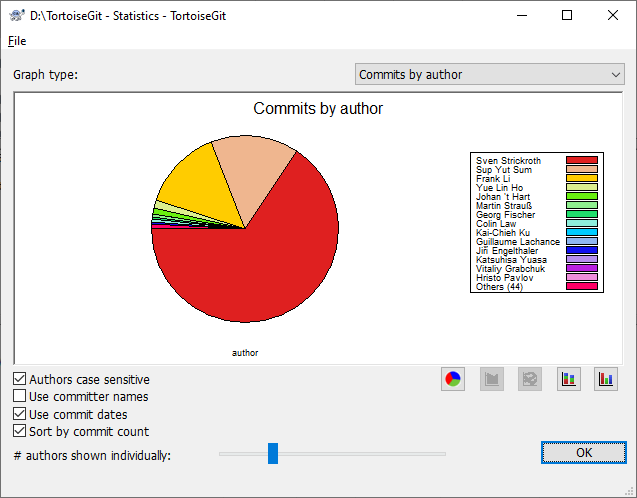 D:\TortoiseGit - Statistics - TortoiseGit
File
Graph type:
Commits by author
Commits by author
Sven Strickroth
Sup Yut Sum
Frank Li
Yue Lin Ho
Johan 't Hart
Martin Strauß
Georg Fischer
Colin Law
Kai-Chieh Ku
Guillaume Lachance
Jiří Engelthaler
Katsuhisa Yuasa
Vitaliy Grabchuk
Hristo Pavlov
Others (44)
author
Authors case sensitive
Use committer names
Use commit dates
Sort by commit count
# authors shown individually:
OK